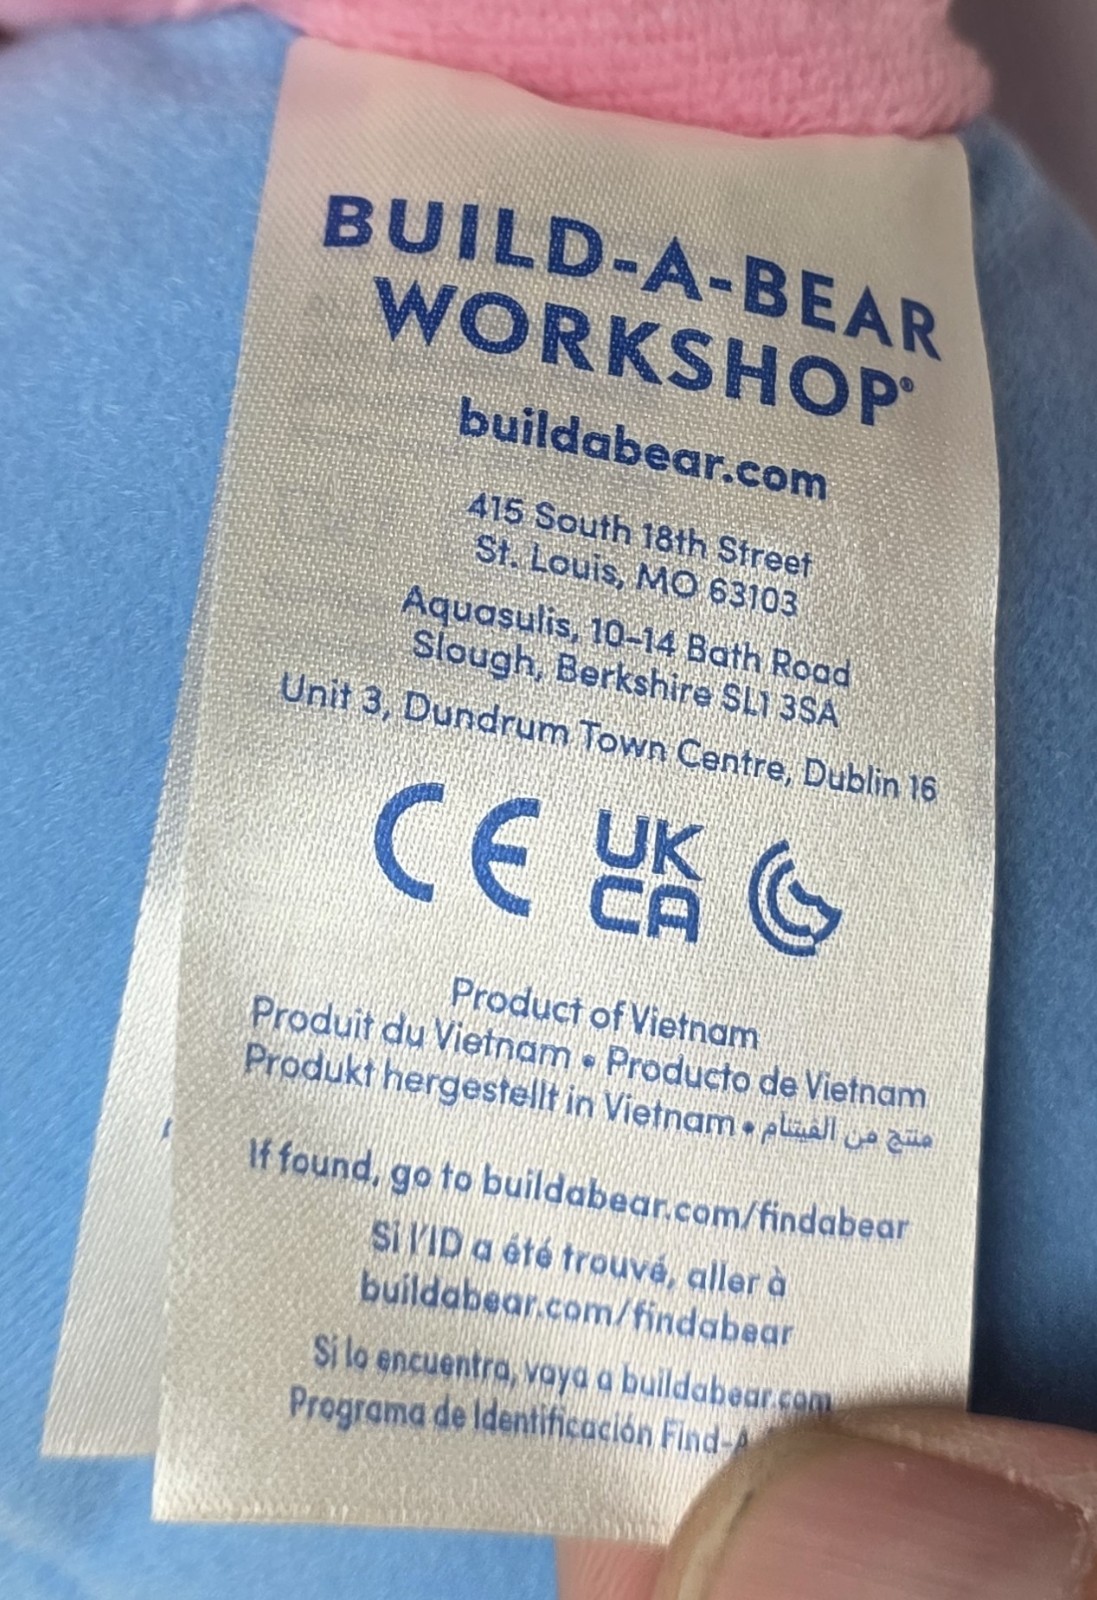 BUILD-A-BEAR
WORKSHOP®
buildabear.com
415 South 18th Street
St. Louis, MO 63103
Aquasulis, 10-14 Bath Road
Slough, Berkshire SL1 3SA
Unit 3, Dundrum Town Centre, Dublin 16
CE UK
CA
Product of Vietnam
Produit du Vietnam • Producto de Vietnam
Produkt hergestellt in Vietnam • منتج من الفيتنام
If found, go to buildabear.com/findabear
Si l'ID a été trouvé, aller à
buildabear.com/findabear
Si lo encuentra, vaya a buildabear.com
Programa de Identificación Find-A